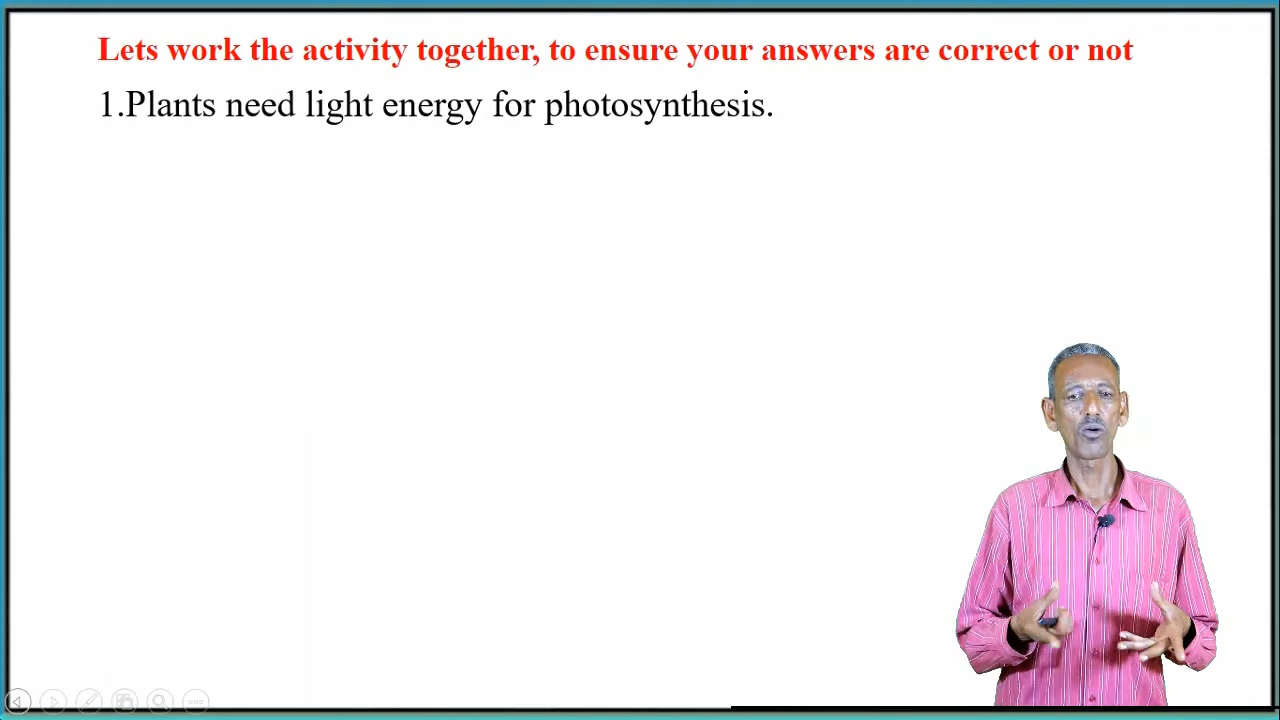 Lets work the activity together, to ensure your answers are correct or not
1.Plants need light energy for photosynthesis.